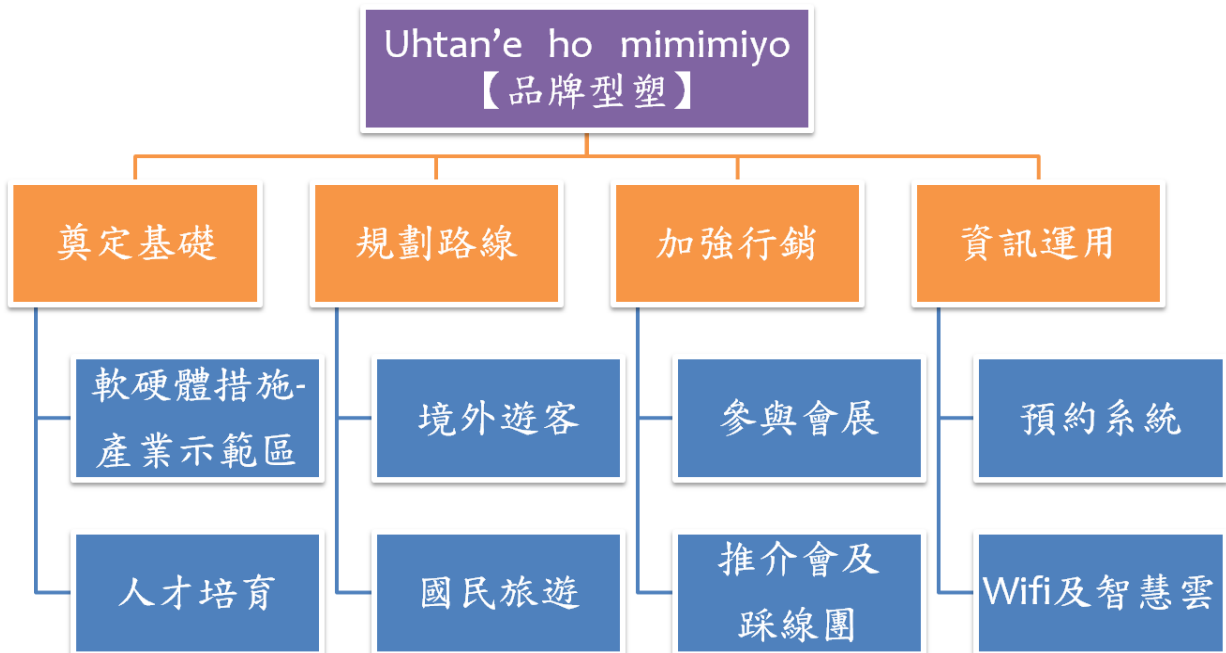 Uhtan’e ho mimimiyo
【品牌型塑】
奠定基礎
規劃路線
加強行銷
資訊運用
軟硬體措施-
產業示範區
境外遊客
參與會展
預約系統
人才培育
國民旅遊
推介會及
踩線團
Wifi及智慧雲